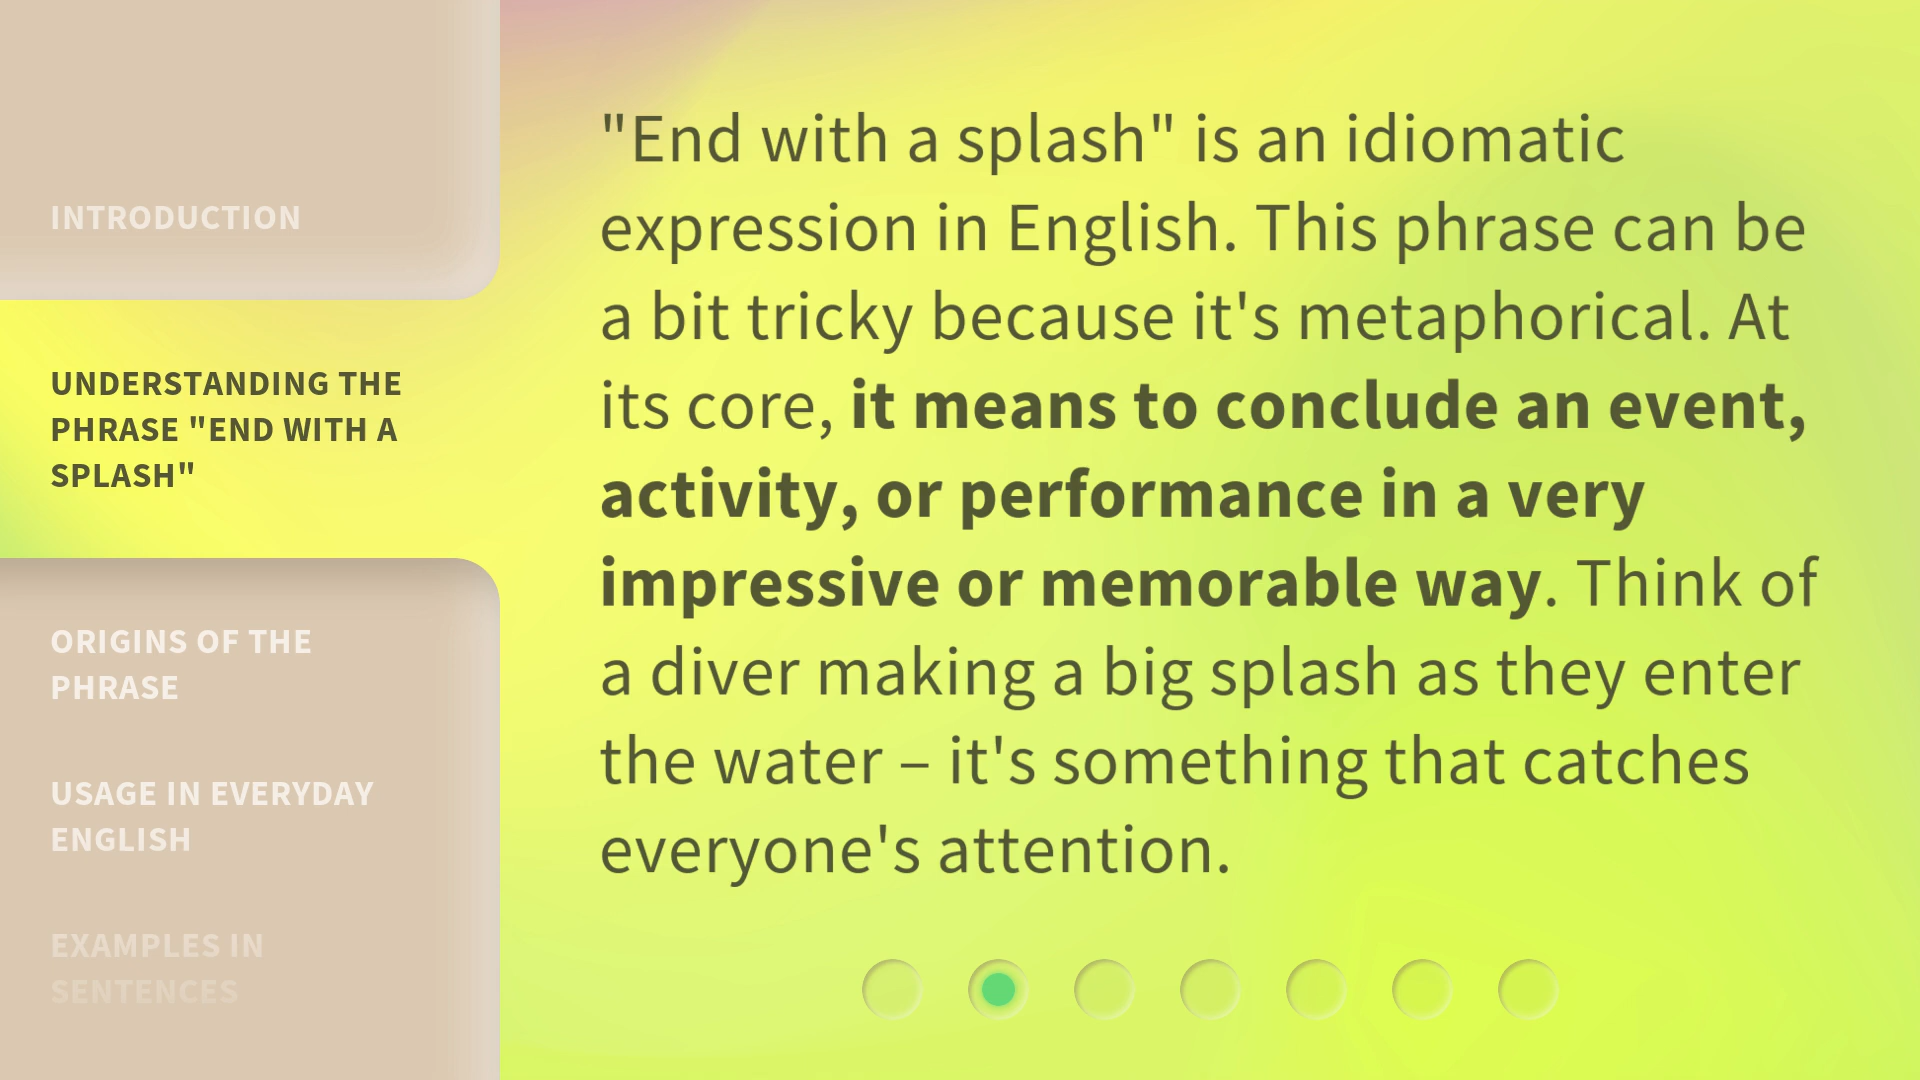 INTRODUCTION
UNDERSTANDING THE
PHRASE "END WITH A
SPLASH"
ORIGINS OF THE
PHRASE
USAGE IN EVERYDAY
ENGLISH
EXAMPLES IN
SENTENCES
"End with a splash" is an idiomatic
expression in English. This phrase can be
a bit tricky because it's metaphorical. At
its core, it means to conclude an event,
activity, or performance in a very
impressive or memorable way. Think of
a diver making a big splash as they enter
the water – it's something that catches
everyone's attention.